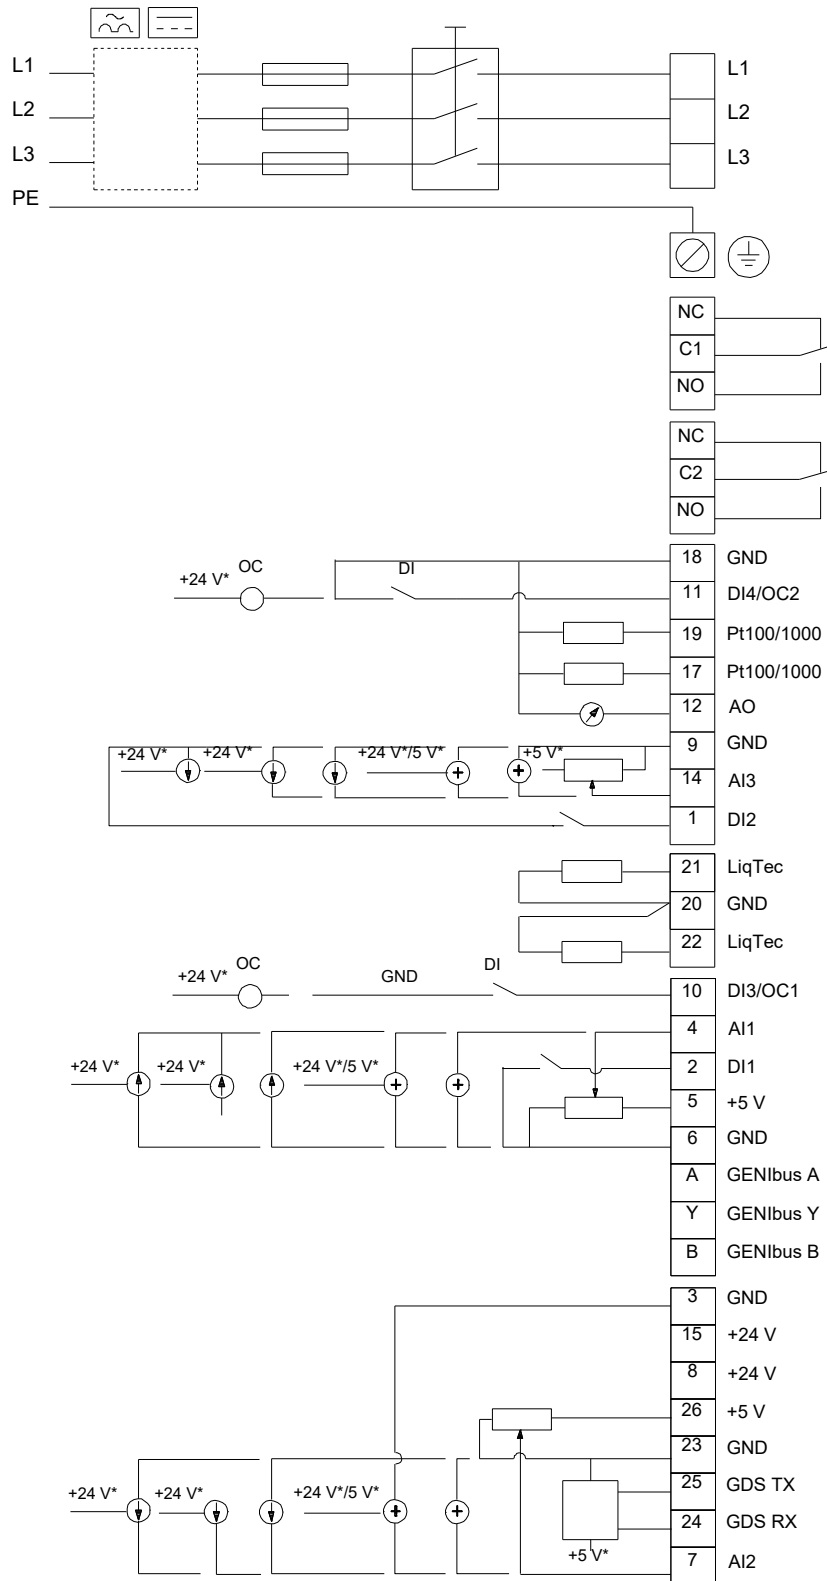 L1 L1
L2 L2
L3 L3
PE
NC
C1
NO
NC
C2
NO
18 GND
+24 V* OC DI
11 DI4/OC2
19 Pt100/1000
17 Pt100/1000
12 AO
9 GND
+24 V* +24 V* +24 V*/5 V* +5 V*
14 AI3
1 DI2
21 LiqTec
20 GND
22 LiqTec
+24 V* OC GND DI
10 DI3/OC1
4 AI1
+24 V* +24 V* +24 V*/5 V*
2 DI1
5 +5 V
6 GND
A GENIbus A
Y GENIbus Y
B GENIbus B
3 GND
15 +24 V
8 +24 V
26 +5 V
23 GND
25 GDS TX
+24 V* +24 V* +24 V*/5 V*
24 GDS RX
+5 V*
7 AI2